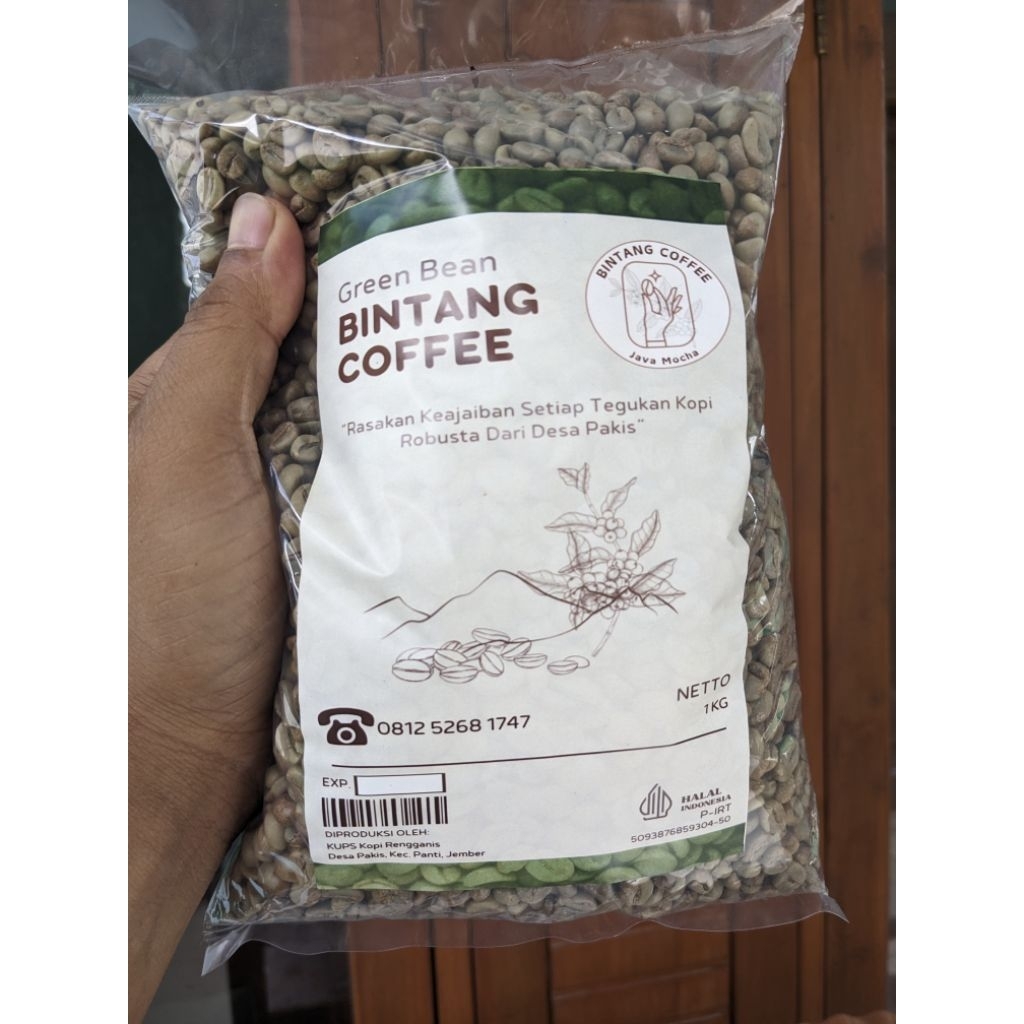 Green Bean
BINTANG
COFFEE
BINTANG COFFEE
Java Mocha
"Rasakan Keajaiban Setiap Tegukan Kopi
Robusta Dari Desa Pakis"
NETTO
1KG
0812 5268 1747
EXP.
DIPRODUKSI OLEH:
KUPS Kopi Rengganis
Desa Pakis, Kec. Panti, Jember
HALAL
INDONESIA
P-IRT
5093876859304-50